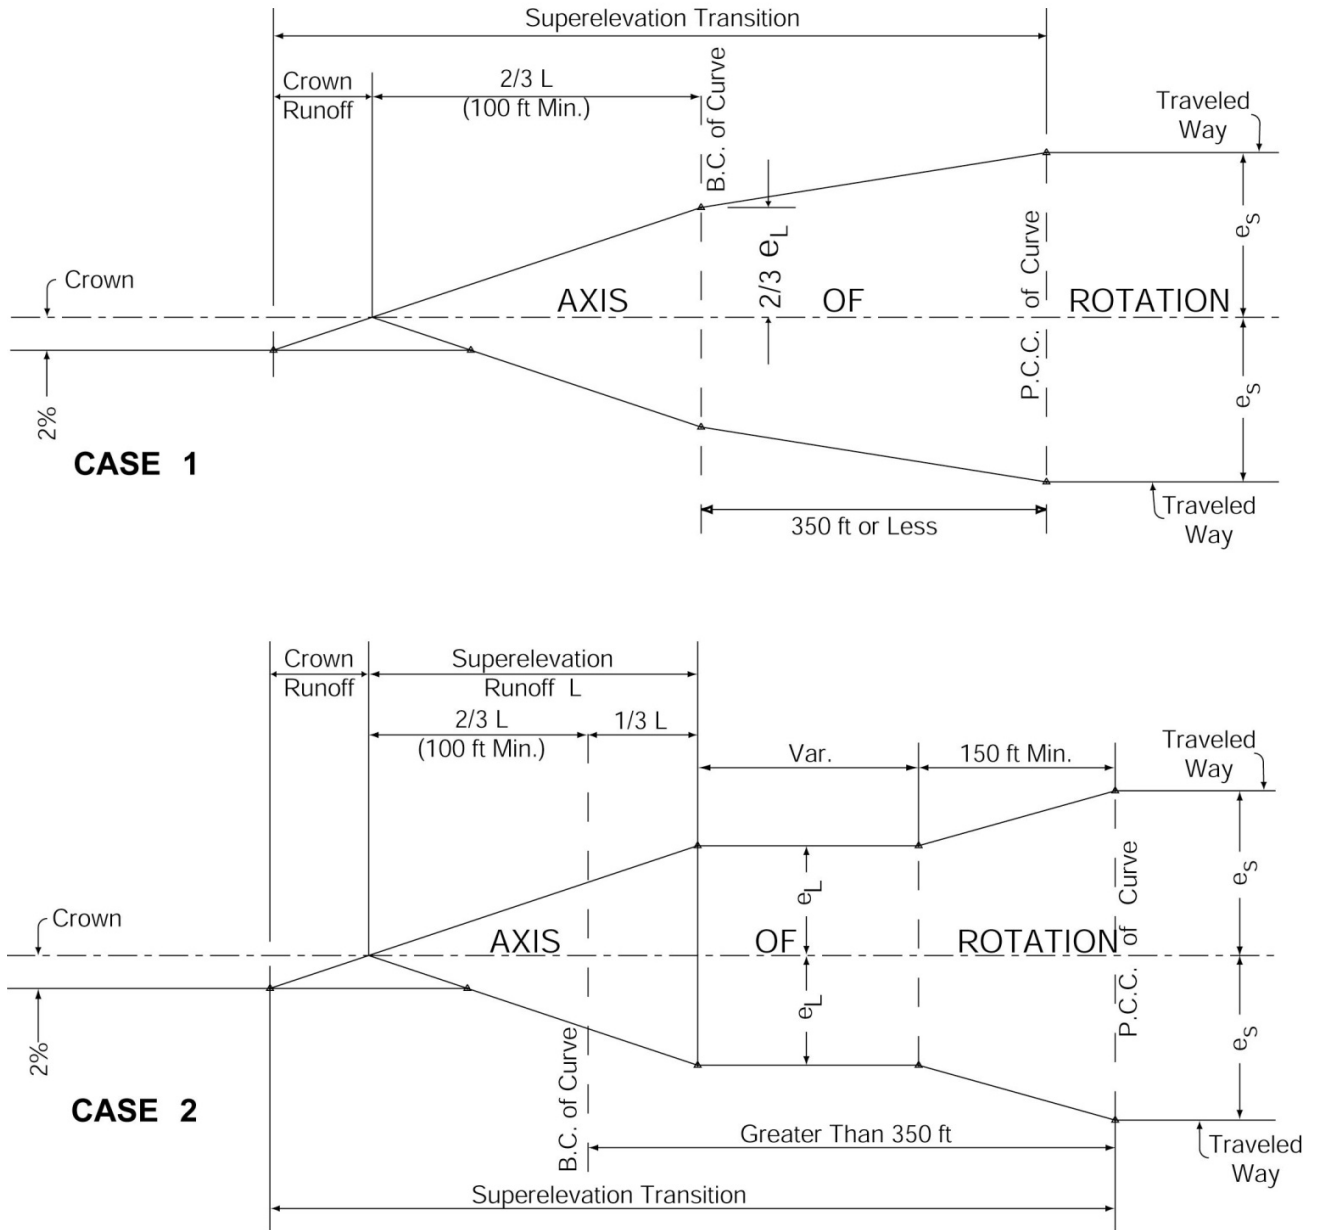 Superelevation Transition
Crown
Runoff
2/3 L
(100 ft Min.)
B.C. of Curve
Traveled
Way
Crown
2/3 eL
P.C.C. of Curve
eS
AXIS OF ROTATION
eS
2%
CASE 1
350 ft or Less
Traveled
Way
Crown
Runoff
Superelevation
Runoff L
2/3 L
(100 ft Min.)
1/3 L
Var.
150 ft Min.
Traveled
Way
Crown
eL
eS
AXIS OF ROTATION
P.C.C. of Curve
eL
eS
2%
CASE 2
B.C. of Curve
Greater Than 350 ft
Traveled
Way
Superelevation Transition